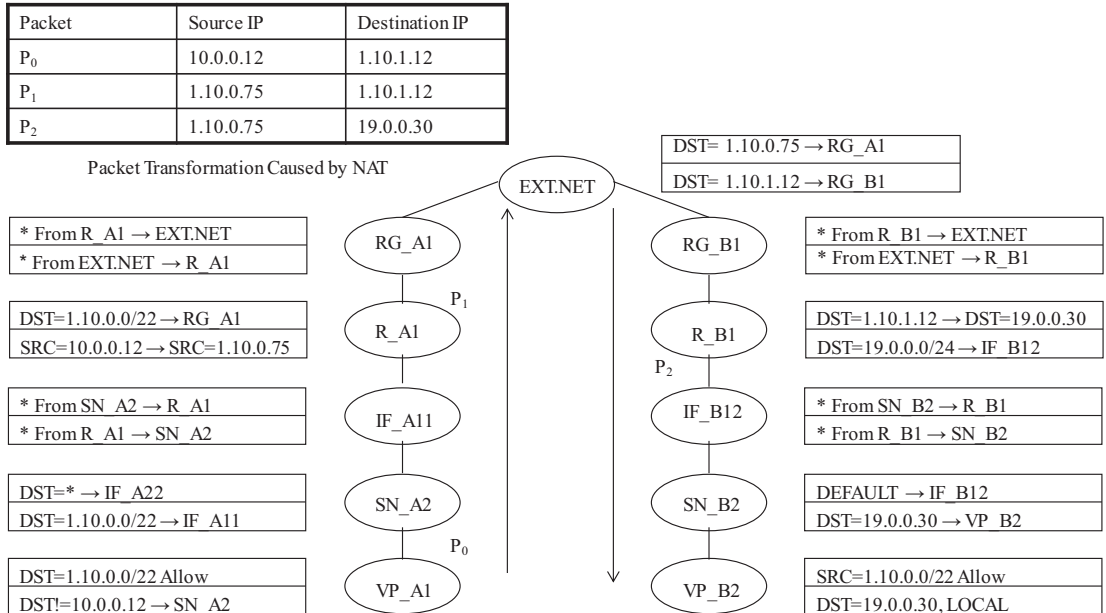 Packet Source IP Destination IP
P0 10.0.0.12 1.10.1.12
P1 1.10.0.75 1.10.1.12
P2 1.10.0.75 19.0.0.30
Packet Transformation Caused by NAT
DST= 1.10.0.75 → RG_A1
DST= 1.10.1.12 → RG_B1
EXT.NET
* From R_A1 → EXT.NET
* From EXT.NET → R_A1
RG_A1
RG_B1
* From R_B1 → EXT.NET
* From EXT.NET → R_B1
P1
DST=1.10.0.0/22 → RG_A1
SRC=10.0.0.12 → SRC=1.10.0.75
R_A1
R_B1
DST=1.10.1.12 → DST=19.0.0.30
DST=19.0.0.0/24 → IF_B12
P2
* From SN_A2 → R_A1
* From R_A1 → SN_A2
IF_A11
IF_B12
* From SN_B2 → R_B1
* From R_B1 → SN_B2
DST=* → IF_A22
DST=1.10.0.0/22 → IF_A11
SN_A2
SN_B2
DEFAULT → IF_B12
DST=19.0.0.30 → VP_B2
P0
DST=1.10.0.0/22 Allow
DST!=10.0.0.12 → SN_A2
VP_A1
VP_B2
SRC=1.10.0.0/22 Allow
DST=19.0.0.30, LOCAL